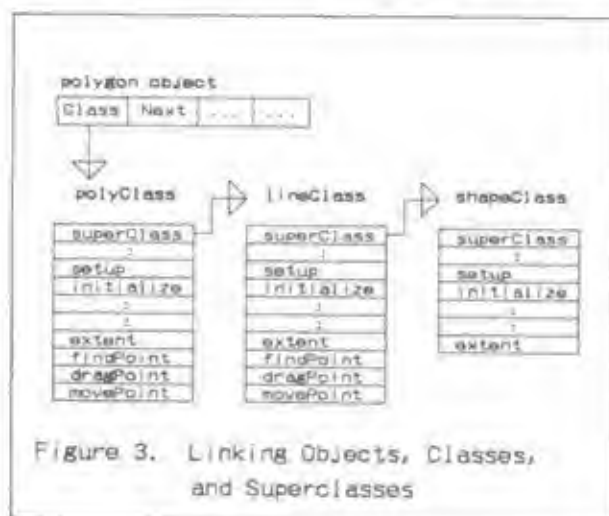 polygon object
Class Next ... ...
polyClass lineClass shapeClass
superClass superClass superClass
: : :
setup setup setup
initialize initialize initialize
: : :
: : :
extent extent extent
findPoint findPoint
dragPoint dragPoint
movePoint movePoint
Figure 3. Linking Objects, Classes,
and Superclasses